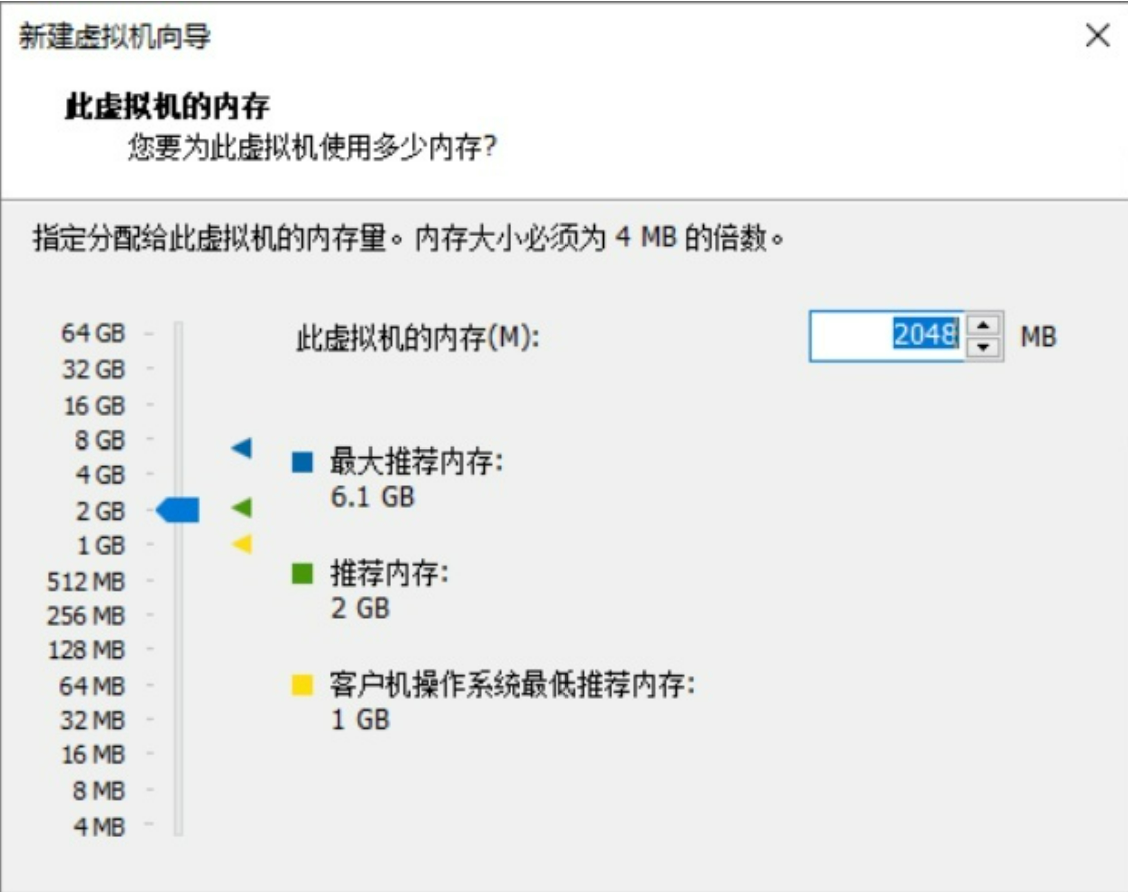 新建虚拟机向导
此虚拟机的内存
您要为此虚拟机使用多少内存?
指定分配给此虚拟机的内存量。内存大小必须为 4 MB 的倍数。
64 GB
32 GB
16 GB
8 GB
4 GB
2 GB
1 GB
512 MB
256 MB
128 MB
64 MB
32 MB
16 MB
8 MB
4 MB
此虚拟机的内存(M): 2048 MB
最大推荐内存:
6.1 GB
推荐内存:
2 GB
客户机操作系统最低推荐内存:
1 GB